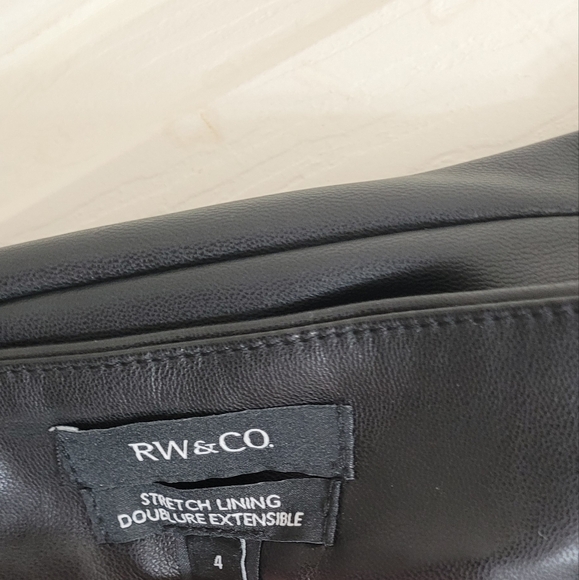 RW&CO.
STRETCH LINING
DOUBLURE EXTENSIBLE
4